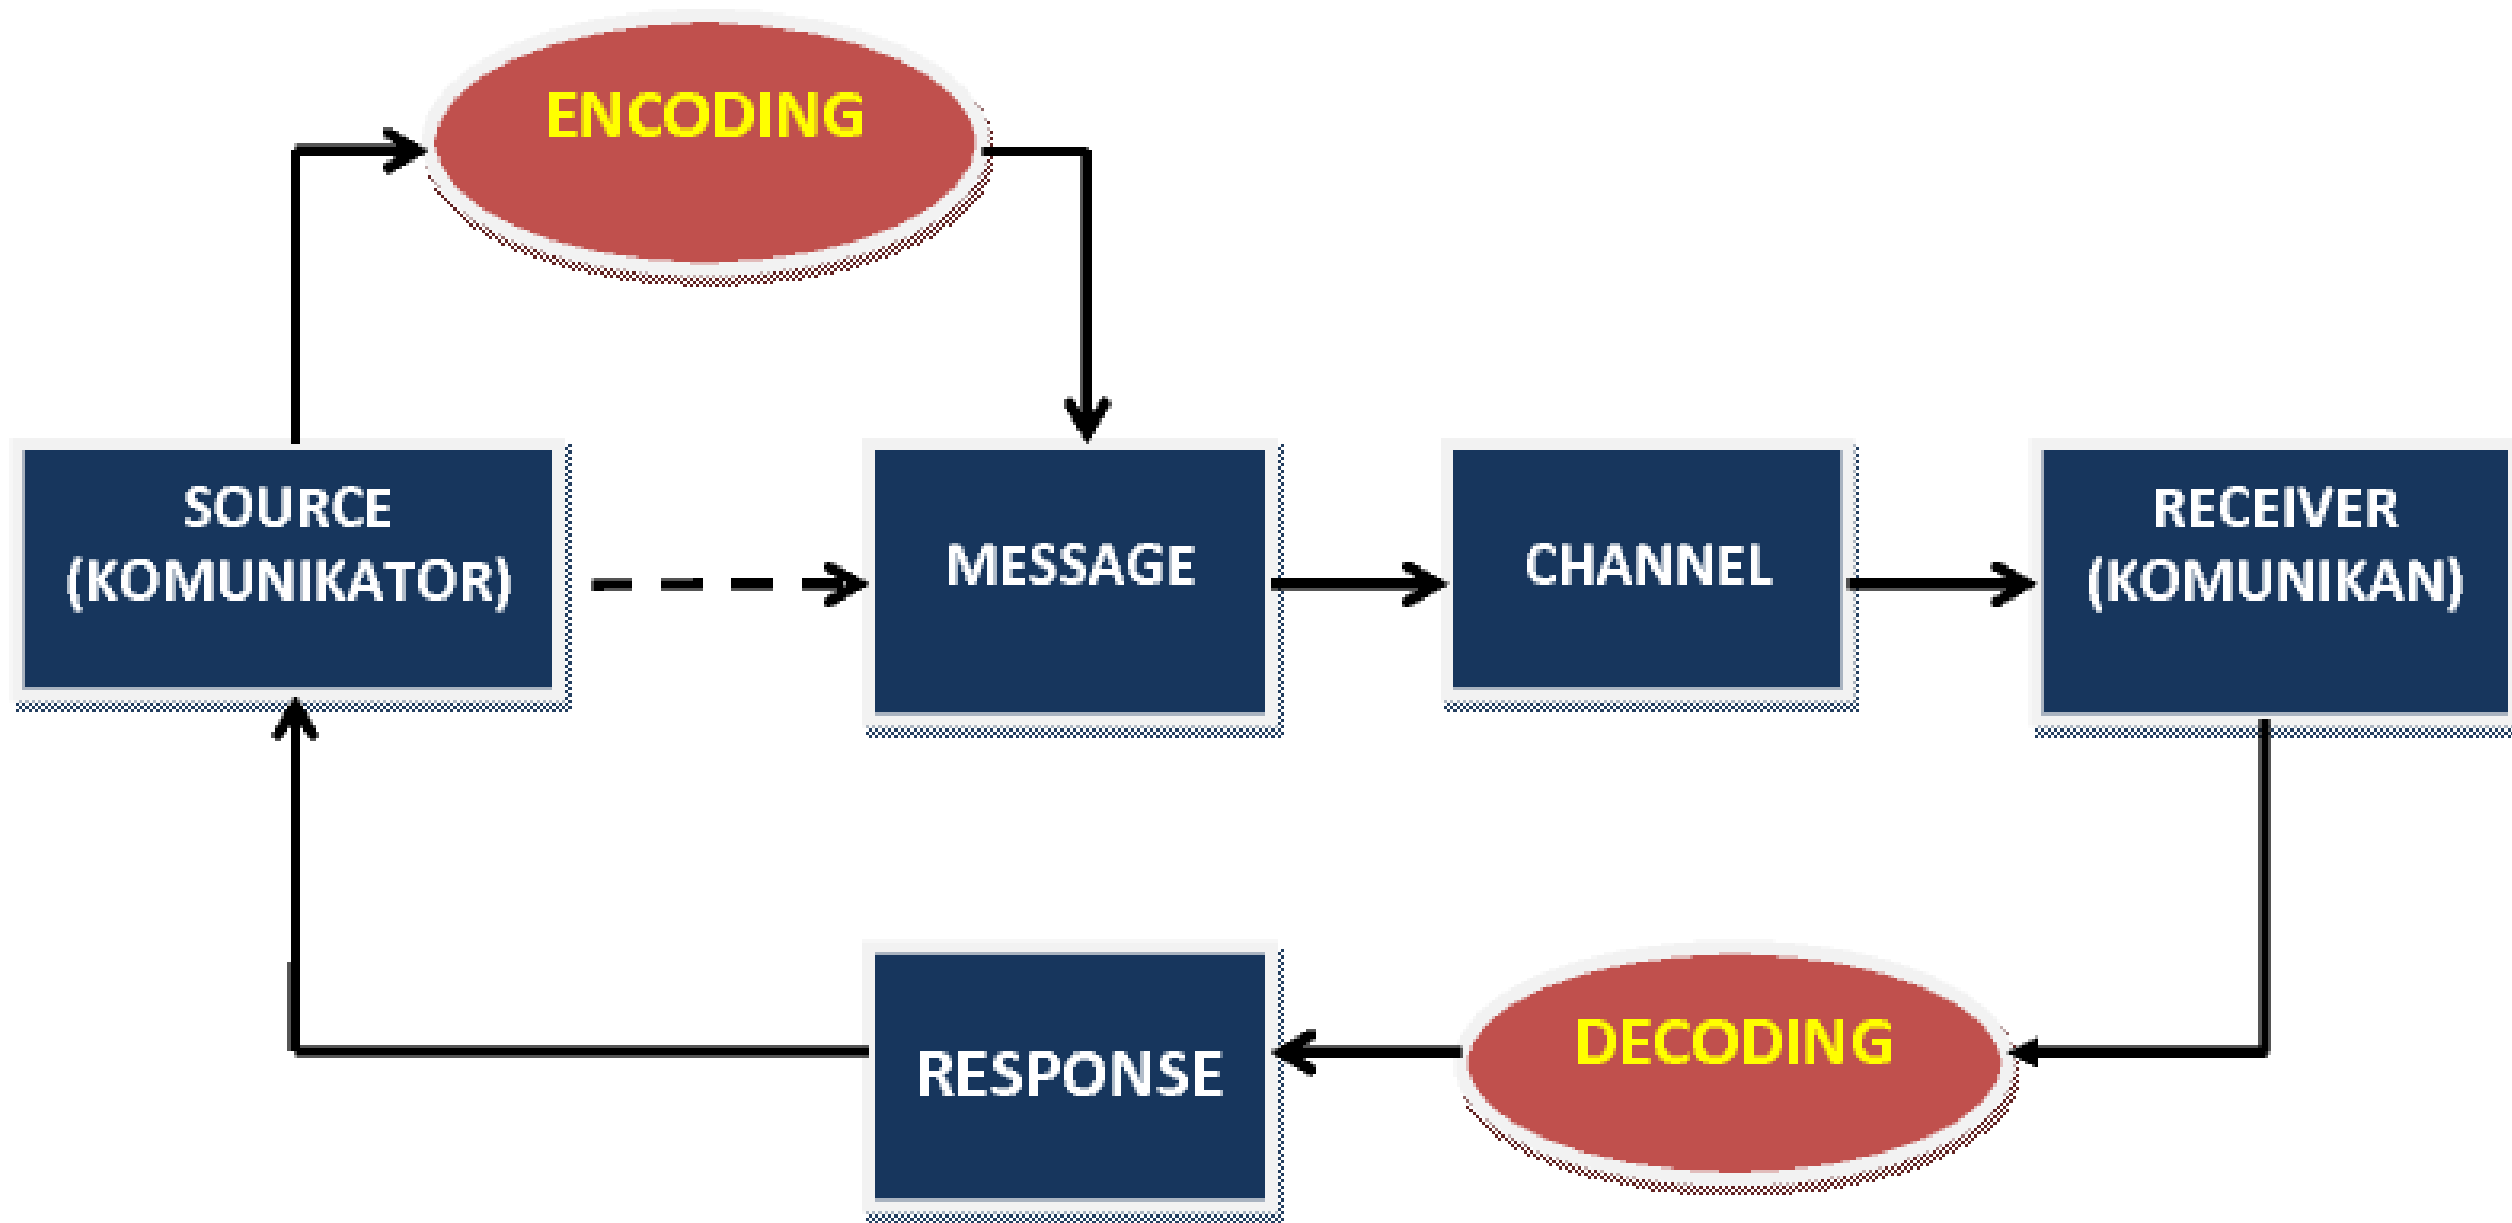 ENCODING
SOURCE
(KOMUNIKATOR)
MESSAGE
CHANNEL
RECEIVER
(KOMUNIKAN)
RESPONSE
DECODING